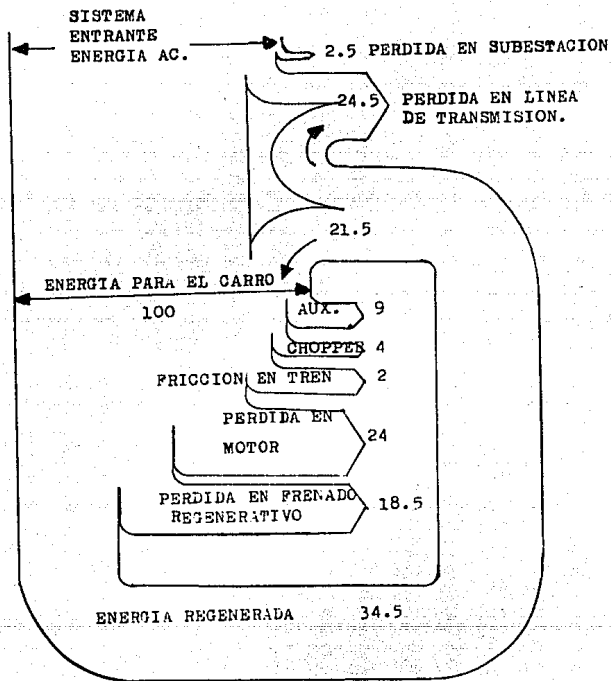 SISTEMA
ENTRANTE
ENERGIA AC.
2.5 PERDIDA EN SUBESTACION
24.5 PERDIDA EN LINEA
DE TRANSMISION.
21.5
ENERGIA PARA EL CARRO
100
AUX. 9
CHOPPER 4
FRICCION EN TREN 2
PERDIDA EN
MOTOR
24
PERDIDA EN FRENADO
REGENERATIVO
18.5
ENERGIA REGENERADA 34.5